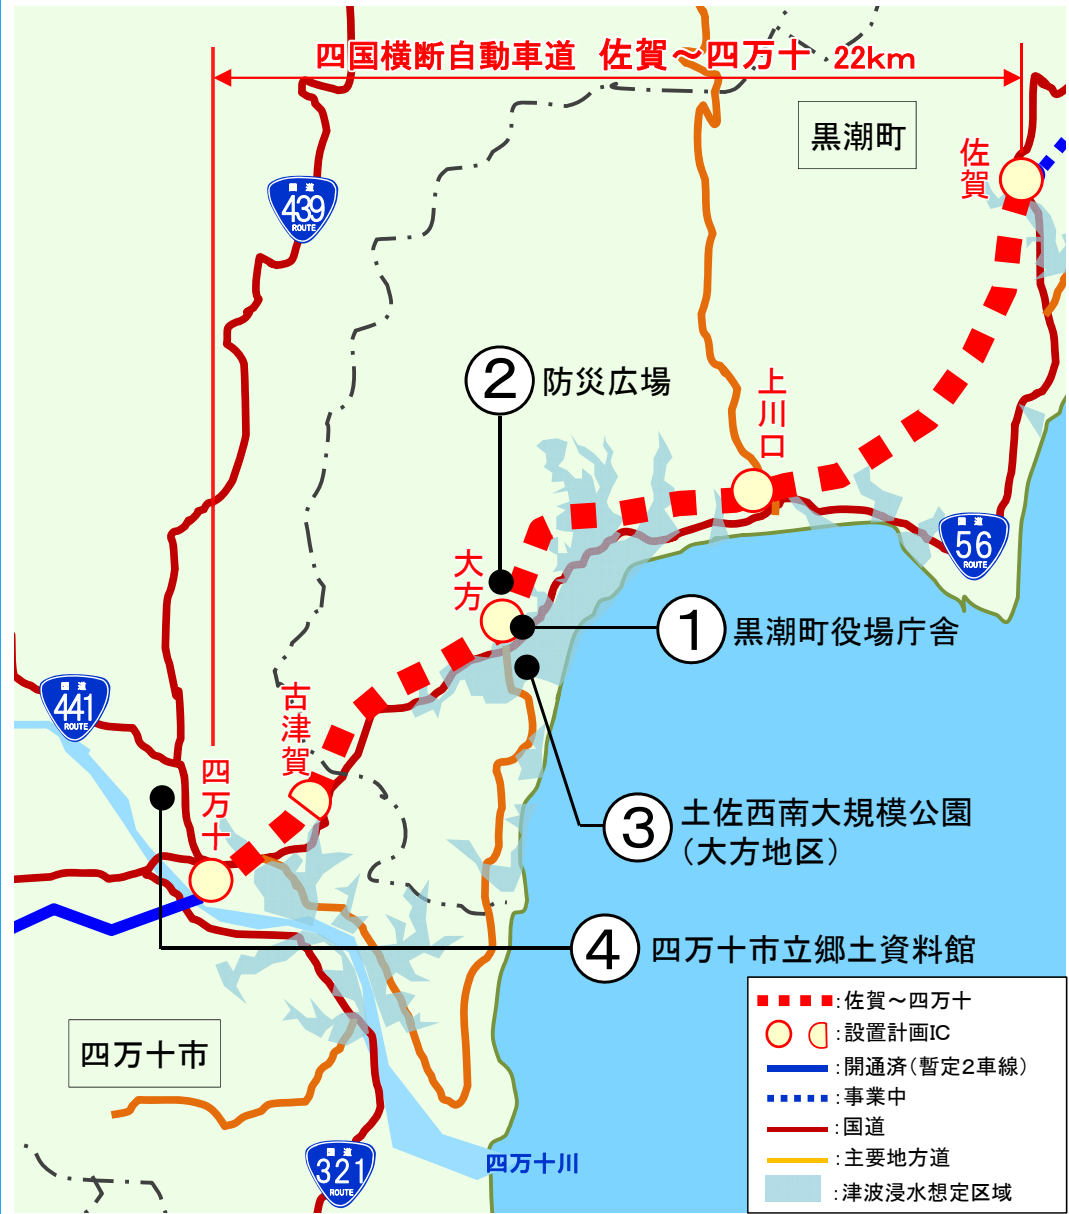 四国横断自動車道 佐賀～四万十 22km
黒潮町
佐賀
国道
439
ROUTE
② 防災広場
上川口
国道
56
ROUTE
大方
① 黒潮町役場庁舎
国道
441
ROUTE
古津賀
四万十
③ 土佐西南大規模公園
（大方地区）
④ 四万十市立郷土資料館
四万十市
国道
321
ROUTE
四万十川
:佐賀～四万十
:設置計画IC
:開通済（暫定2車線）
:事業中
:国道
:主要地方道
:津波浸水想定区域